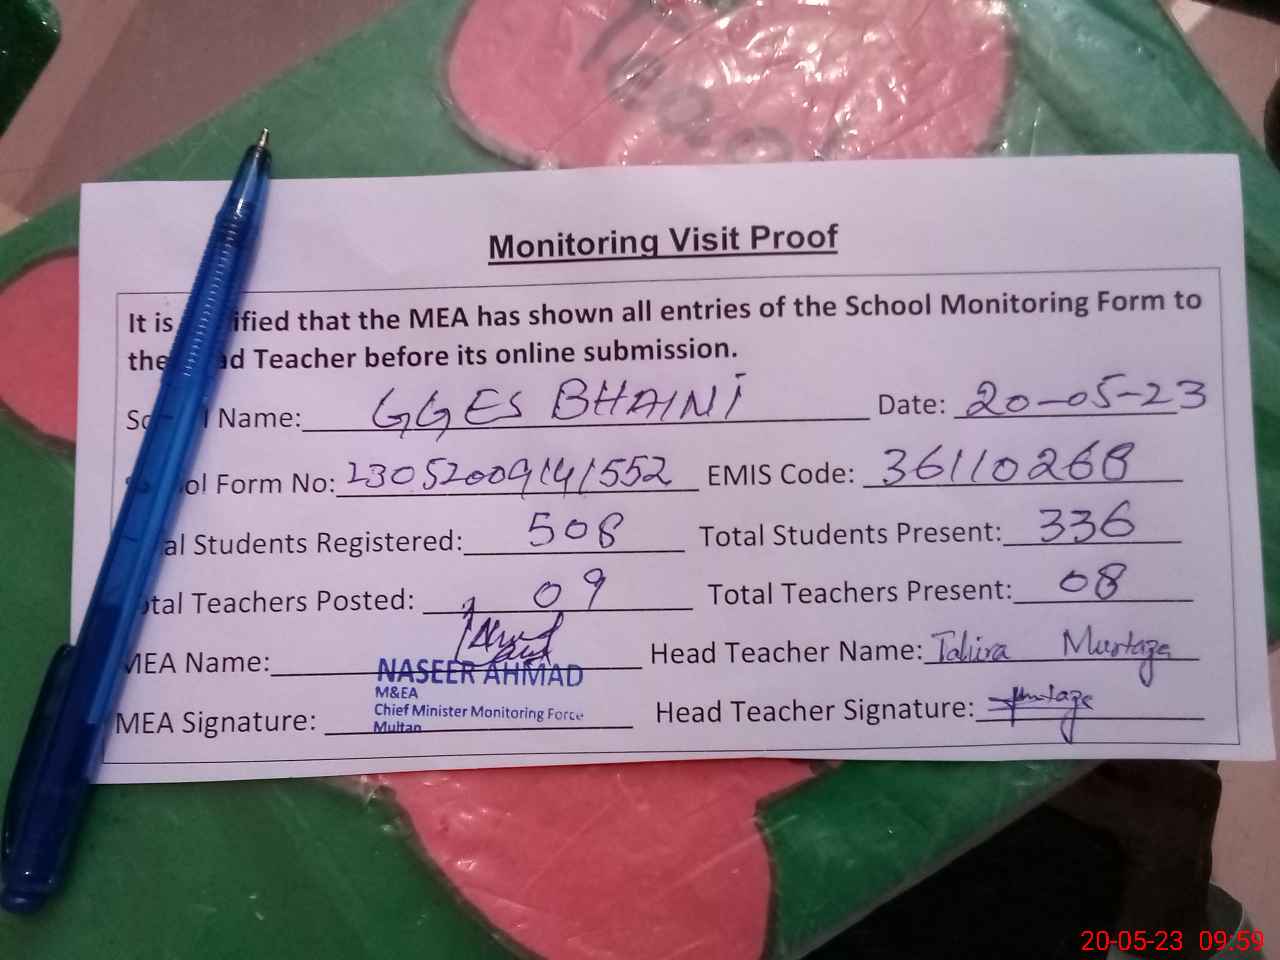 Monitoring Visit Proof
It is ified that the MEA has shown all entries of the School Monitoring Form to
the ad Teacher before its online submission.
Name: GGES BHAINI Date: 20-05-23
ol Form No: 23052009141552 EMIS Code: 36110268
al Students Registered: 508 Total Students Present: 336
tal Teachers Posted: 09 Total Teachers Present: 08
MEA Name: Head Teacher Name: Tahira Murtaza
NASEER AHMAD
M&EA
Chief Minister Monitoring Force
Multan
MEA Signature: Head Teacher Signature:
20-05-23 09:59